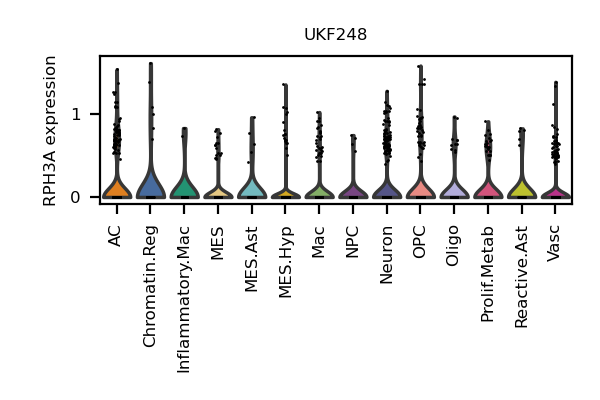 UKF248
RPH3A expression
1
0
AC
Chromatin.Reg
Inflammatory.Mac
MES
MES.Ast
MES.Hyp
Mac
NPC
Neuron
OPC
Oligo
Prolif.Metab
Reactive.Ast
Vasc